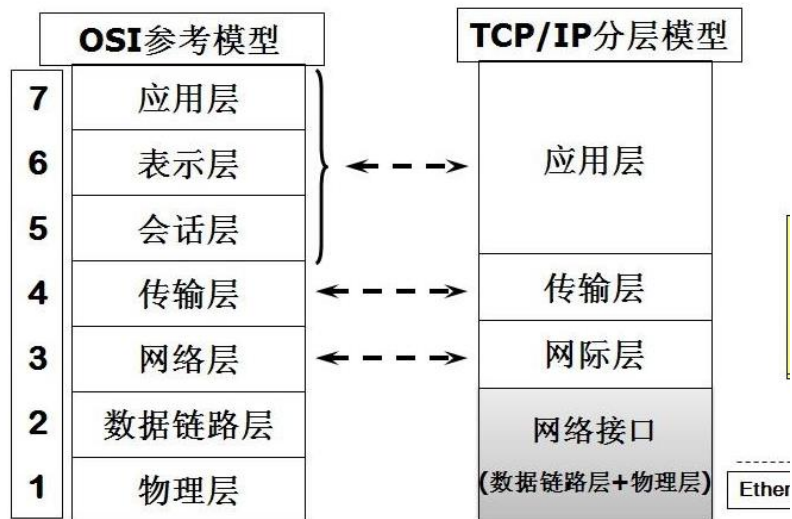 OSI参考模型
TCP/IP分层模型
7
应用层
6
表示层
5
会话层
4
传输层
3
网络层
2
数据链路层
1
物理层
应用层
传输层
网际层
网络接口
(数据链路层+物理层)
Ether